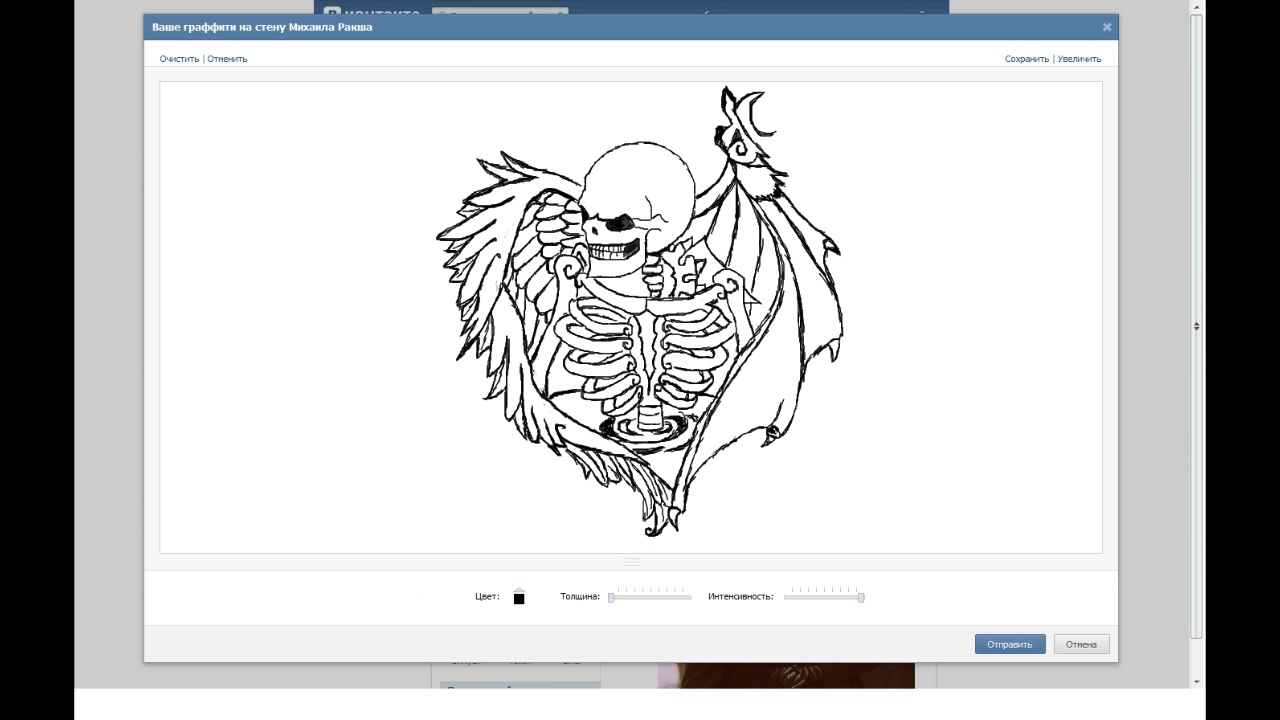 Ваше граффити на стену Михаила Ракша
Очистить | Отменить
Сохранить | Увеличить
Цвет:
Толщина:
Интенсивность:
Отправить
Отмена